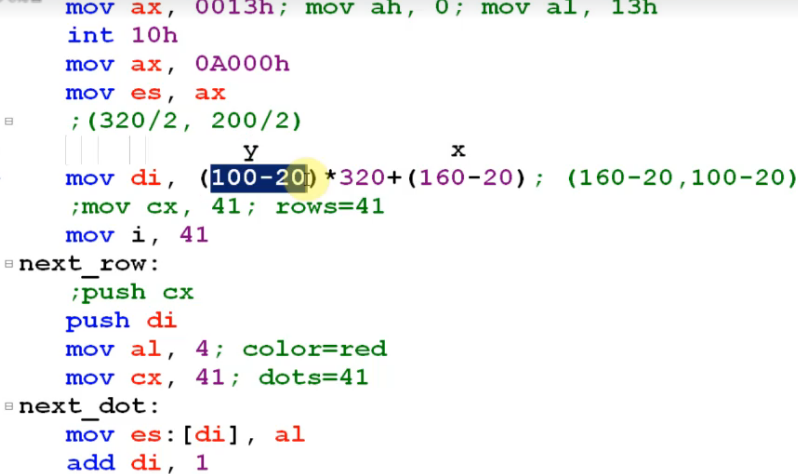 mov ax, 0013h; mov ah, 0; mov al, 13h
int 10h
mov ax, 0A000h
mov es, ax
;(320/2, 200/2)
y x
mov di, (100-20)*320+(160-20); (160-20,100-20)
;mov cx, 41; rows=41
mov i, 41
next_row:
;push cx
push di
mov al, 4; color=red
mov cx, 41; dots=41
next_dot:
mov es:[di], al
add di, 1